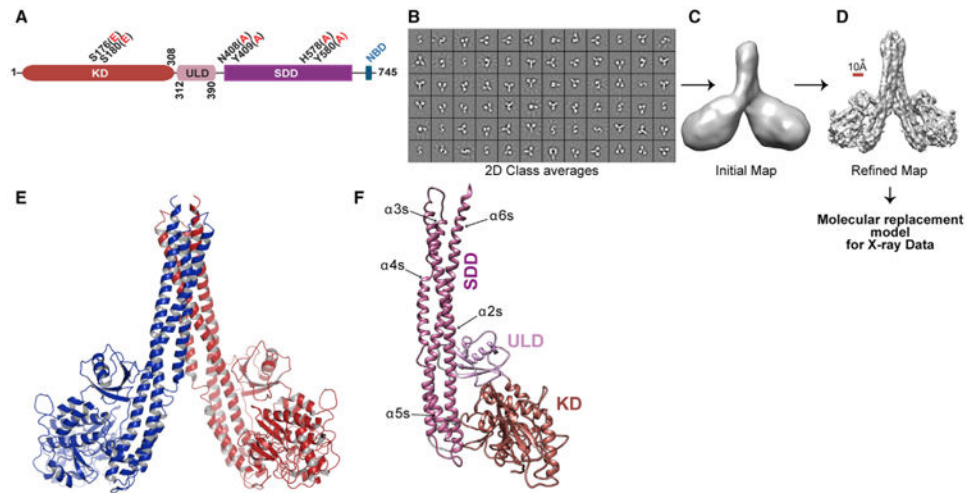 A
S176(E)
S180(E)
308
N408(A)
Y409(A)
H578(A)
Y580(A)
NBD
1
KD
ULD
SDD
745
312
390
B
2D Class averages
C
Initial Map
D
10Å
Refined Map
Molecular replacement
model
for X-ray Data
E
F
α3s
α6s
α4s
SDD
α2s
ULD
α5s
KD